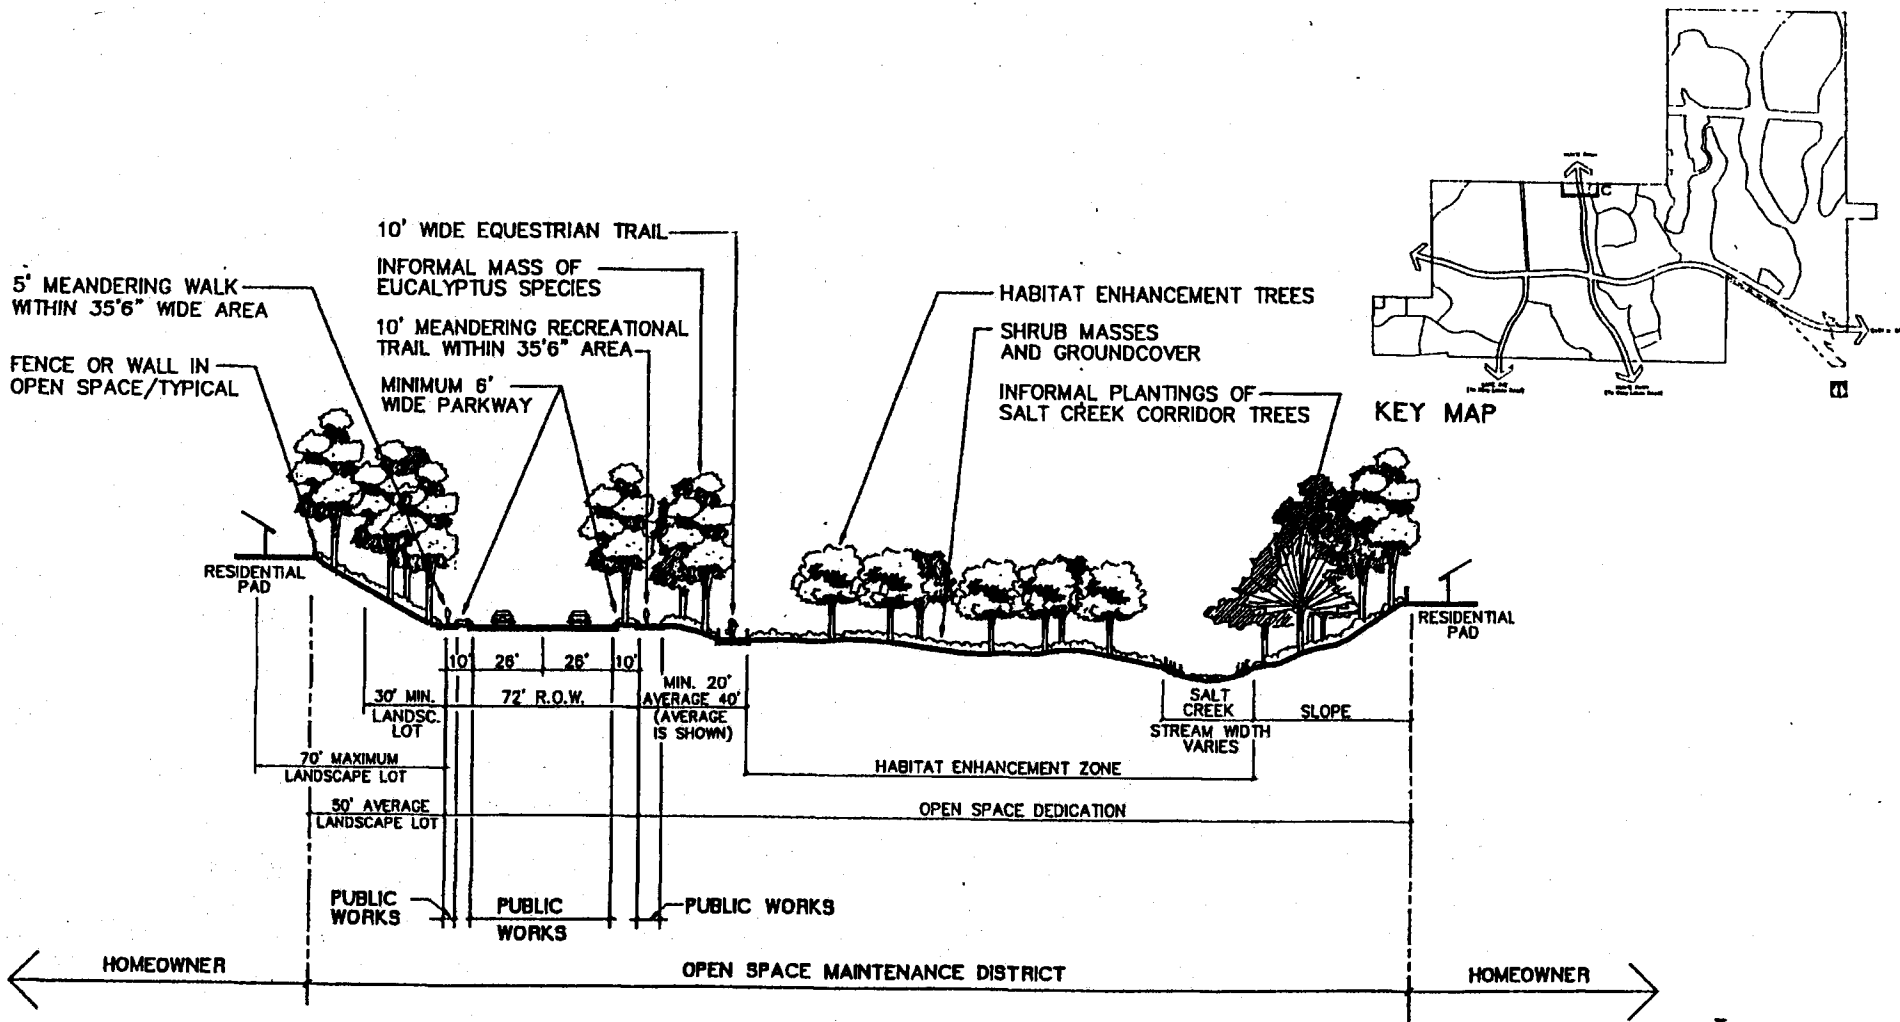 10' WIDE EQUESTRIAN TRAIL
INFORMAL MASS OF
EUCALYPTUS SPECIES
5' MEANDERING WALK
WITHIN 35'6" WIDE AREA
10' MEANDERING RECREATIONAL
TRAIL WITHIN 35'6" AREA
FENCE OR WALL IN
OPEN SPACE/TYPICAL
MINIMUM 6'
WIDE PARKWAY
HABITAT ENHANCEMENT TREES
SHRUB MASSES
AND GROUNDCOVER
INFORMAL PLANTINGS OF
SALT CREEK CORRIDOR TREES
C
KEY MAP
RESIDENTIAL
PAD
RESIDENTIAL
PAD
10' 26' 26' 10'
30' MIN.
LANDSC.
LOT
72' R.O.W.
MIN. 20'
AVERAGE 40'
(AVERAGE
IS SHOWN)
SALT
CREEK
STREAM WIDTH
VARIES
SLOPE
70' MAXIMUM
LANDSCAPE LOT
HABITAT ENHANCEMENT ZONE
50' AVERAGE
LANDSCAPE LOT
OPEN SPACE DEDICATION
PUBLIC
WORKS
PUBLIC
WORKS
PUBLIC WORKS
HOMEOWNER
OPEN SPACE MAINTENANCE DISTRICT
HOMEOWNER